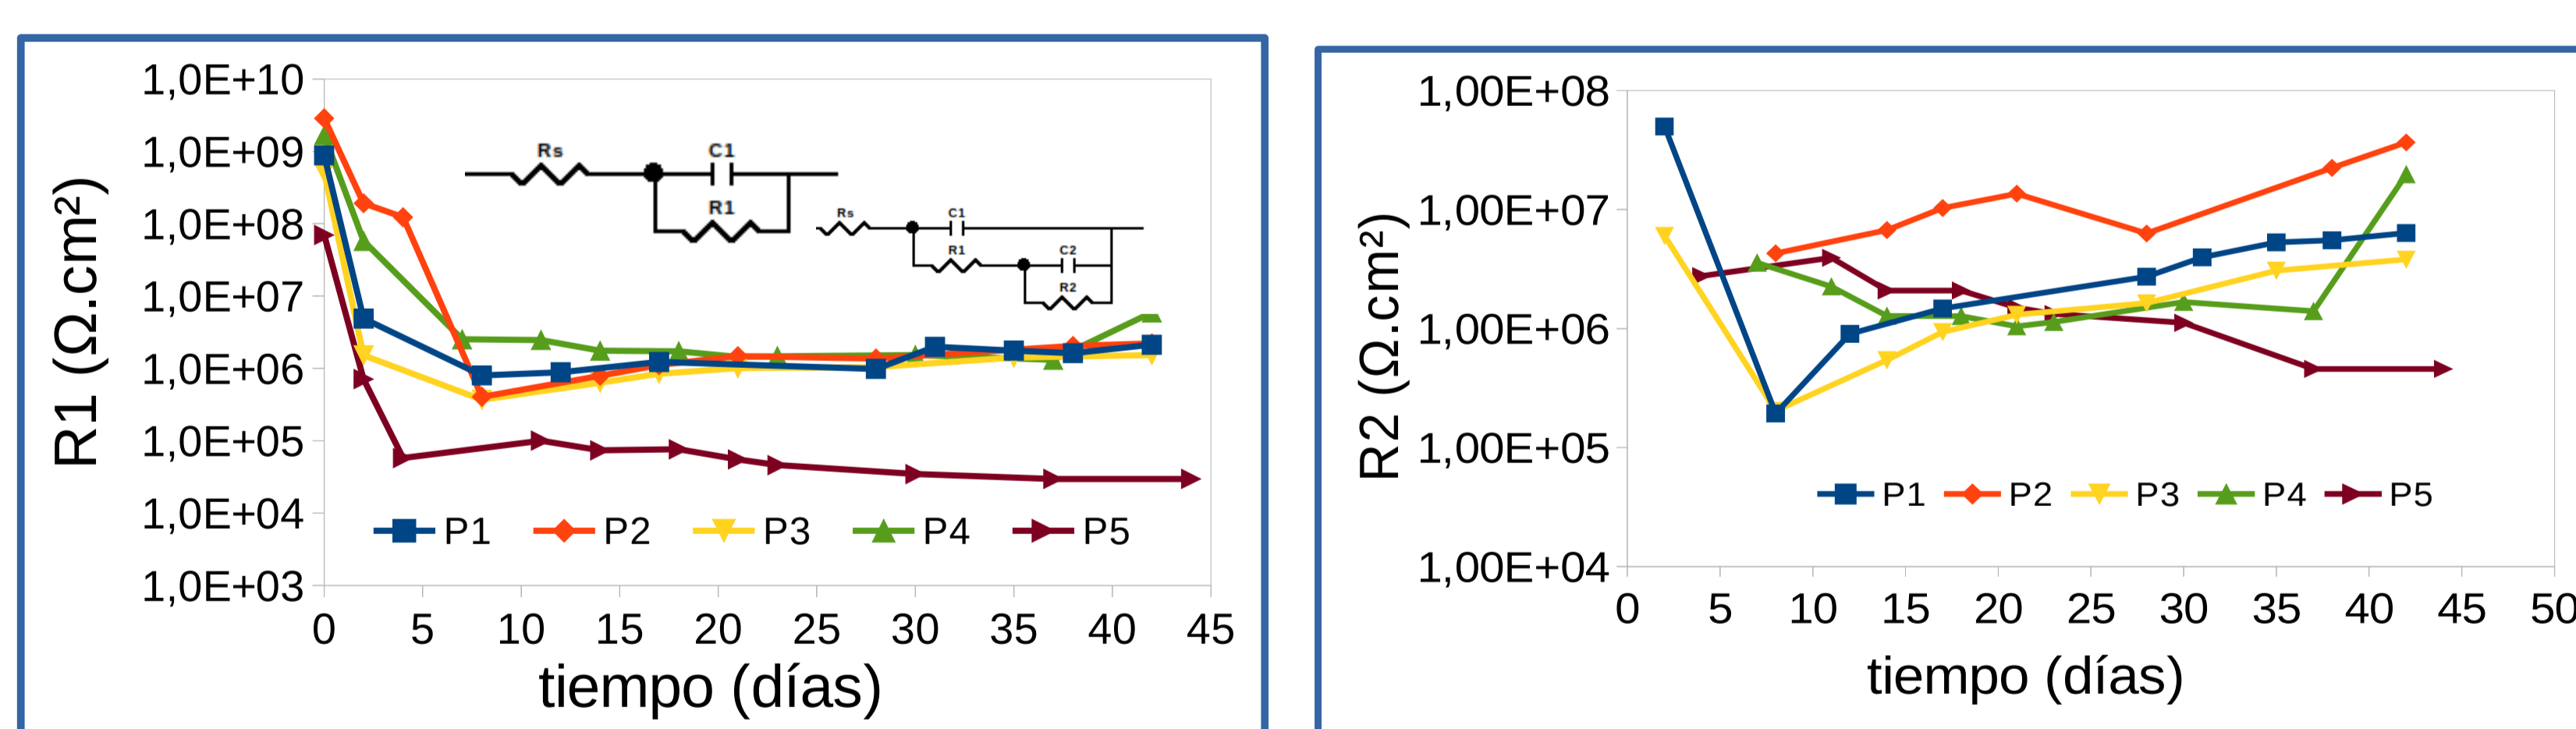 1,0E+10
1,0E+09
1,0E+08
1,0E+07
1,0E+06
1,0E+05
1,0E+04
1,0E+03
R1 (Ω.cm²)
Rs C1
R1
Rs C1
R1 C2
R2
P1 P2 P3 P4 P5
0 5 10 15 20 25 30 35 40 45
tiempo (días)
1,00E+08
1,00E+07
1,00E+06
1,00E+05
1,00E+04
R2 (Ω.cm²)
P1 P2 P3 P4 P5
0 5 10 15 20 25 30 35 40 45 50
tiempo (días)